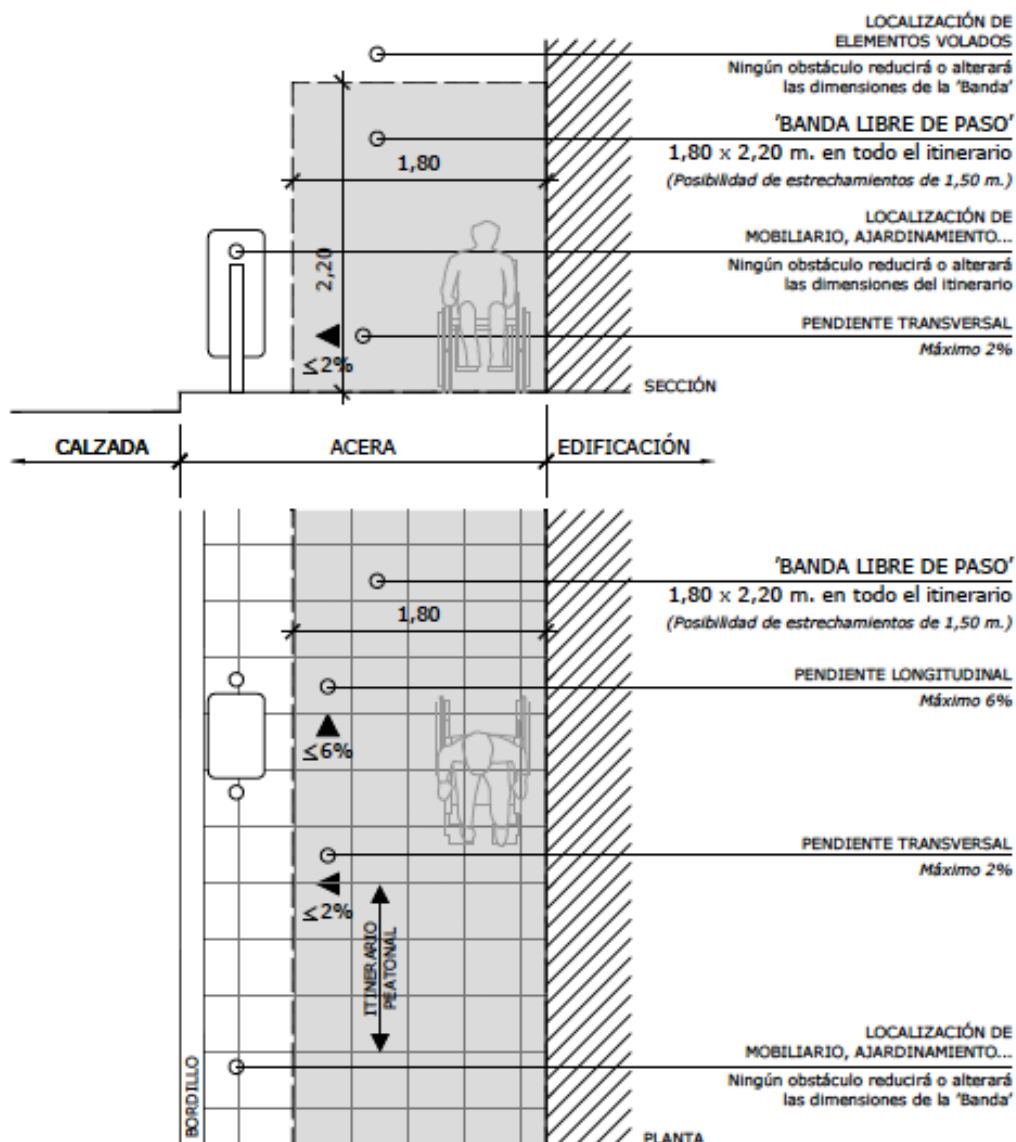 LOCALIZACIÓN DE
ELEMENTOS VOLADOS
Ningún obstáculo reducirá o alterará
las dimensiones de la 'Banda'
'BANDA LIBRE DE PASO'
1,80 x 2,20 m. en todo el itinerario
(Posibilidad de estrechamientos de 1,50 m.)
1,80
LOCALIZACIÓN DE
MOBILIARIO, AJARDINAMIENTO...
Ningún obstáculo reducirá o alterará
las dimensiones del itinerario
2,20
PENDIENTE TRANSVERSAL
Máximo 2%
≤2%
SECCIÓN
CALZADA
ACERA
EDIFICACIÓN
'BANDA LIBRE DE PASO'
1,80 x 2,20 m. en todo el itinerario
(Posibilidad de estrechamientos de 1,50 m.)
1,80
PENDIENTE LONGITUDINAL
Máximo 6%
≤6%
PENDIENTE TRANSVERSAL
Máximo 2%
≤2%
ITINERARIO
PEATONAL
LOCALIZACIÓN DE
MOBILIARIO, AJARDINAMIENTO...
Ningún obstáculo reducirá o alterará
las dimensiones de la 'Banda'
BORDILLO
PLANTA